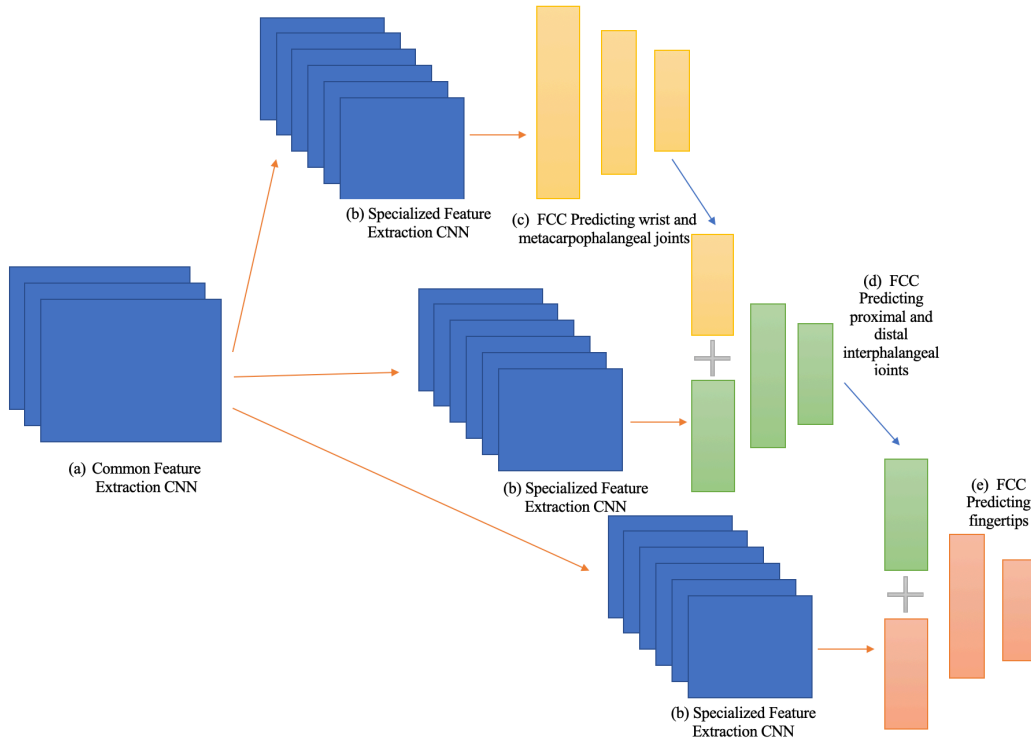 (b) Specialized Feature
Extraction CNN
(c) FCC Predicting wrist and
metacarpophalangeal joints
(d) FCC
Predicting
proximal and
distal
interphalangeal
joints
(a) Common Feature
Extraction CNN
(b) Specialized Feature
Extraction CNN
(e) FCC
Predicting
fingertips
(b) Specialized Feature
Extraction CNN